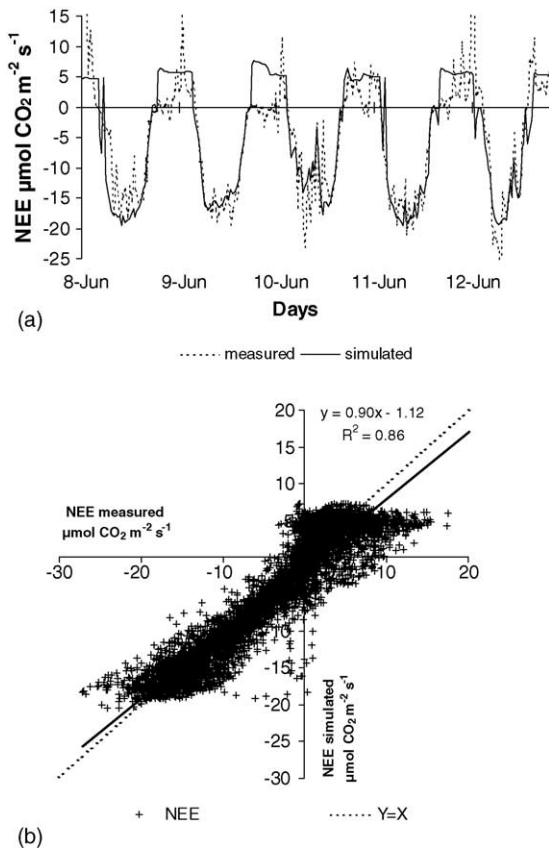 15
10
5
0
-5
-10
-15
-20
-25
NEE µmol CO₂ m⁻² s⁻¹
8-Jun 9-Jun 10-Jun 11-Jun 12-Jun
Days
(a)
measured simulated
20
y = 0.90x - 1.12
15
R² = 0.86
10
NEE measured
µmol CO₂ m⁻² s⁻¹
5
-30 -20 -10 0 20
-10
-15
-20
-25
-30
NEE simulated
µmol CO₂ m⁻² s⁻¹
+ NEE Y=X
(b)